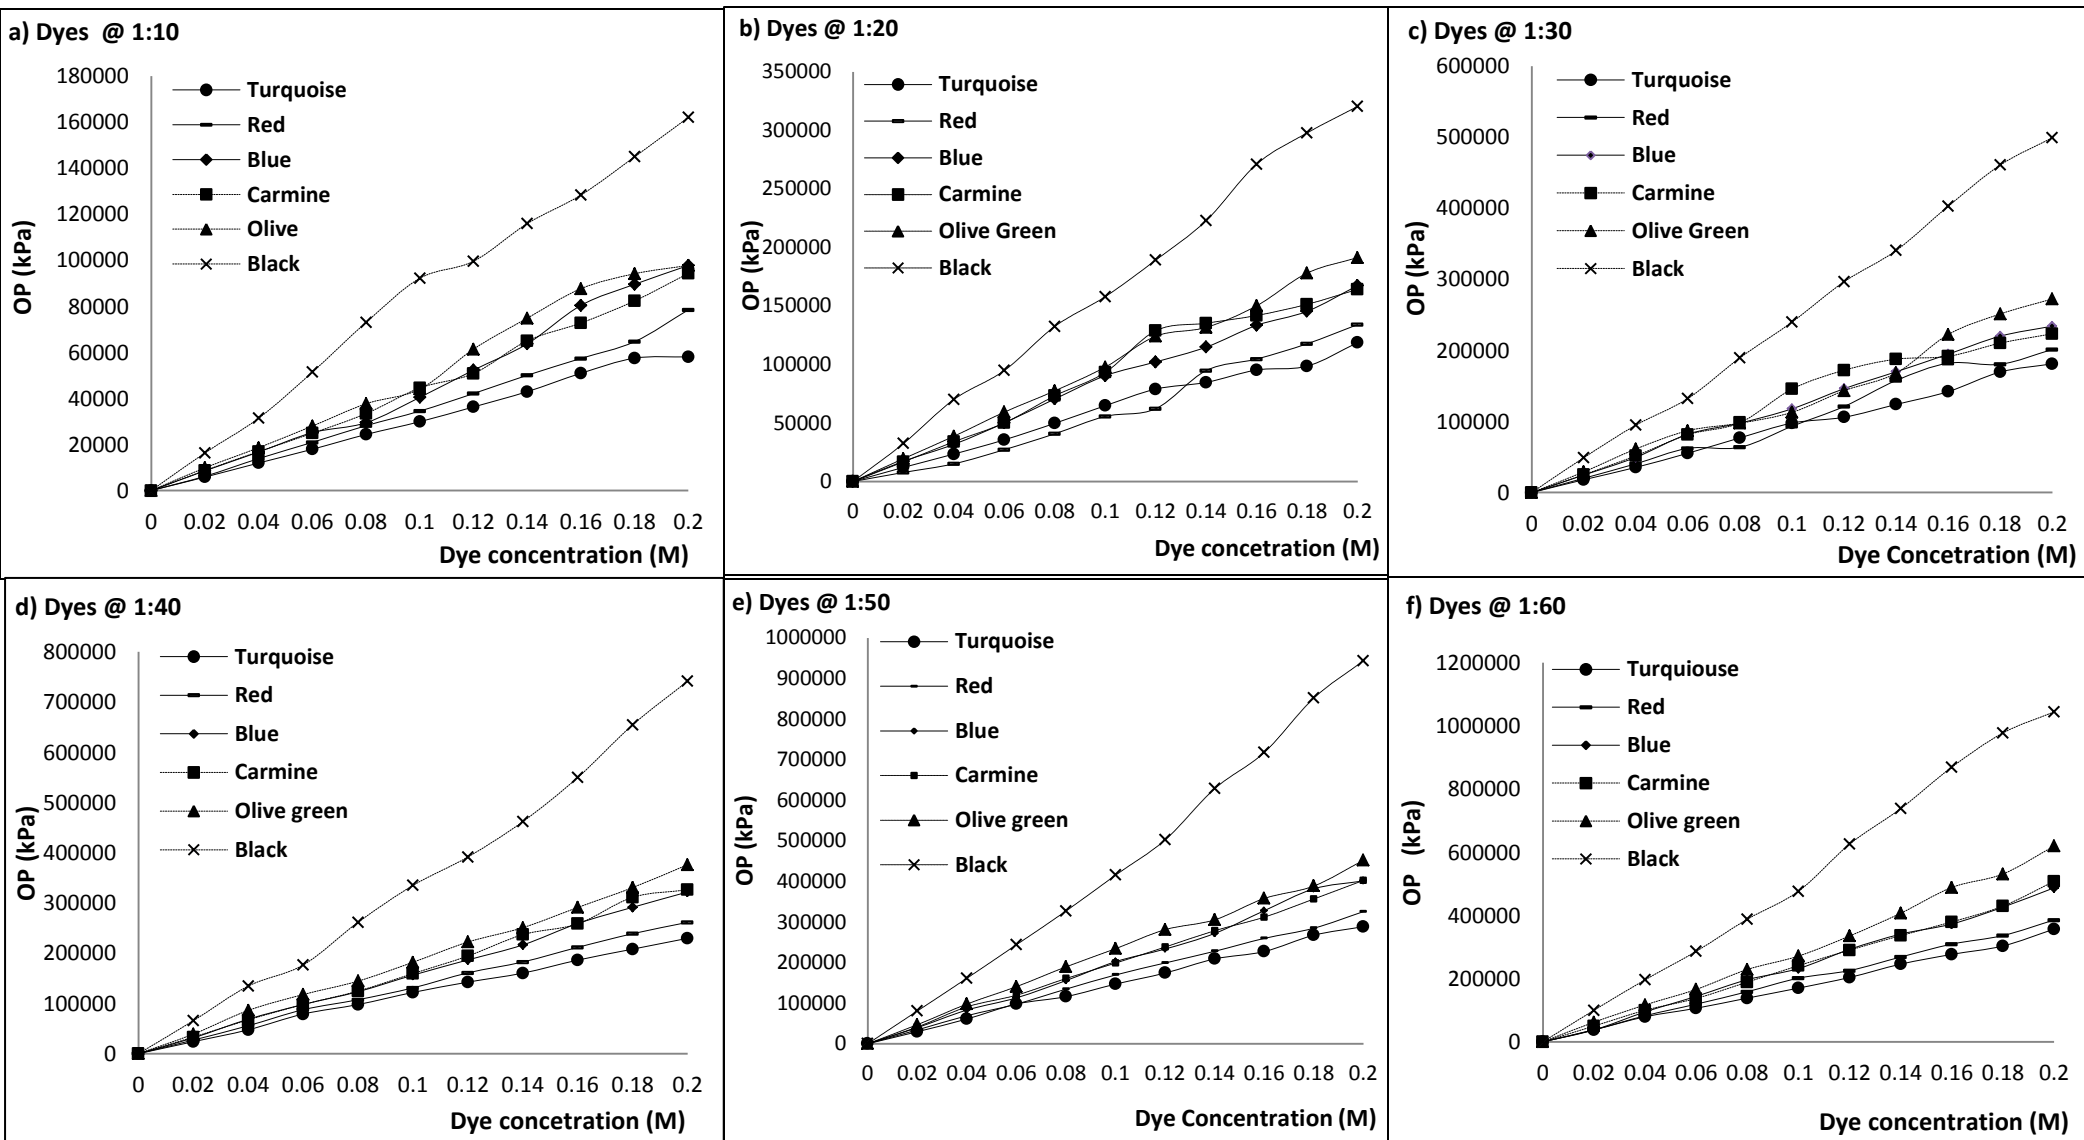 a) Dyes @ 1:10
180000
160000
140000
120000
100000
80000
60000
40000
20000
0
OP (kPa)
Turquoise
Red
Blue
Carmine
Olive
Black
0 0.02 0.04 0.06 0.08 0.1 0.12 0.14 0.16 0.18 0.2
Dye concentration (M)
b) Dyes @ 1:20
350000
300000
250000
200000
150000
100000
50000
0
OP (kPa)
Turquoise
Red
Blue
Carmine
Olive Green
Black
0 0.02 0.04 0.06 0.08 0.1 0.12 0.14 0.16 0.18 0.2
Dye concetration (M)
c) Dyes @ 1:30
600000
500000
400000
300000
200000
100000
0
OP (kPa)
Turquoise
Red
Blue
Carmine
Olive Green
Black
0 0.02 0.04 0.06 0.08 0.1 0.12 0.14 0.16 0.18 0.2
Dye Concetration (M)
d) Dyes @ 1:40
800000
700000
600000
500000
400000
300000
200000
100000
0
OP (kPa)
Turquoise
Red
Blue
Carmine
Olive green
Black
0 0.02 0.04 0.06 0.08 0.1 0.12 0.14 0.16 0.18 0.2
Dye concetration (M)
e) Dyes @ 1:50
1000000
900000
800000
700000
600000
500000
400000
300000
200000
100000
0
OP (kPa)
Turquoise
Red
Blue
Carmine
Olive green
Black
0 0.02 0.04 0.06 0.08 0.1 0.12 0.14 0.16 0.18 0.2
Dye Concentration (M)
f) Dyes @ 1:60
1200000
1000000
800000
600000
400000
200000
0
OP (kPa)
Turquiouse
Red
Blue
Carmine
Olive green
Black
0 0.02 0.04 0.06 0.08 0.1 0.12 0.14 0.16 0.18 0.2
Dye concentration (M)